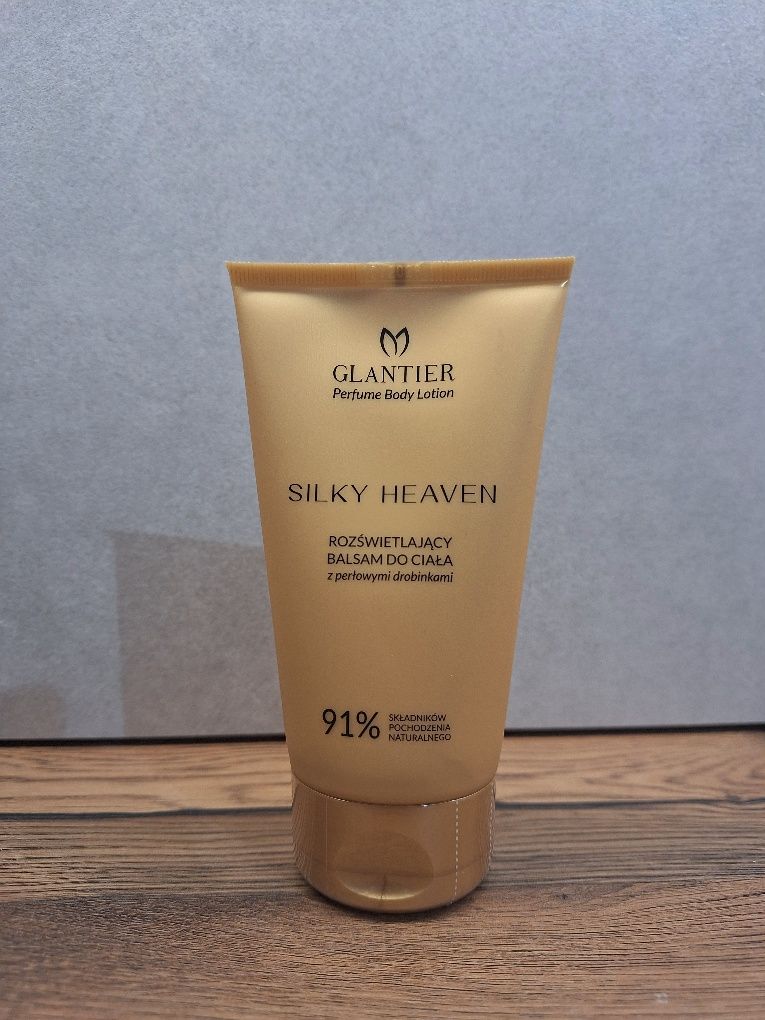 GLANTIER
Perfume Body Lotion
SILKY HEAVEN
ROZŚWIETLAJĄCY
BALSAM DO CIAŁA
z perłowymi drobinkami
91%
SKŁADNIKÓW
POCHODZENIA
NATURALNEGO